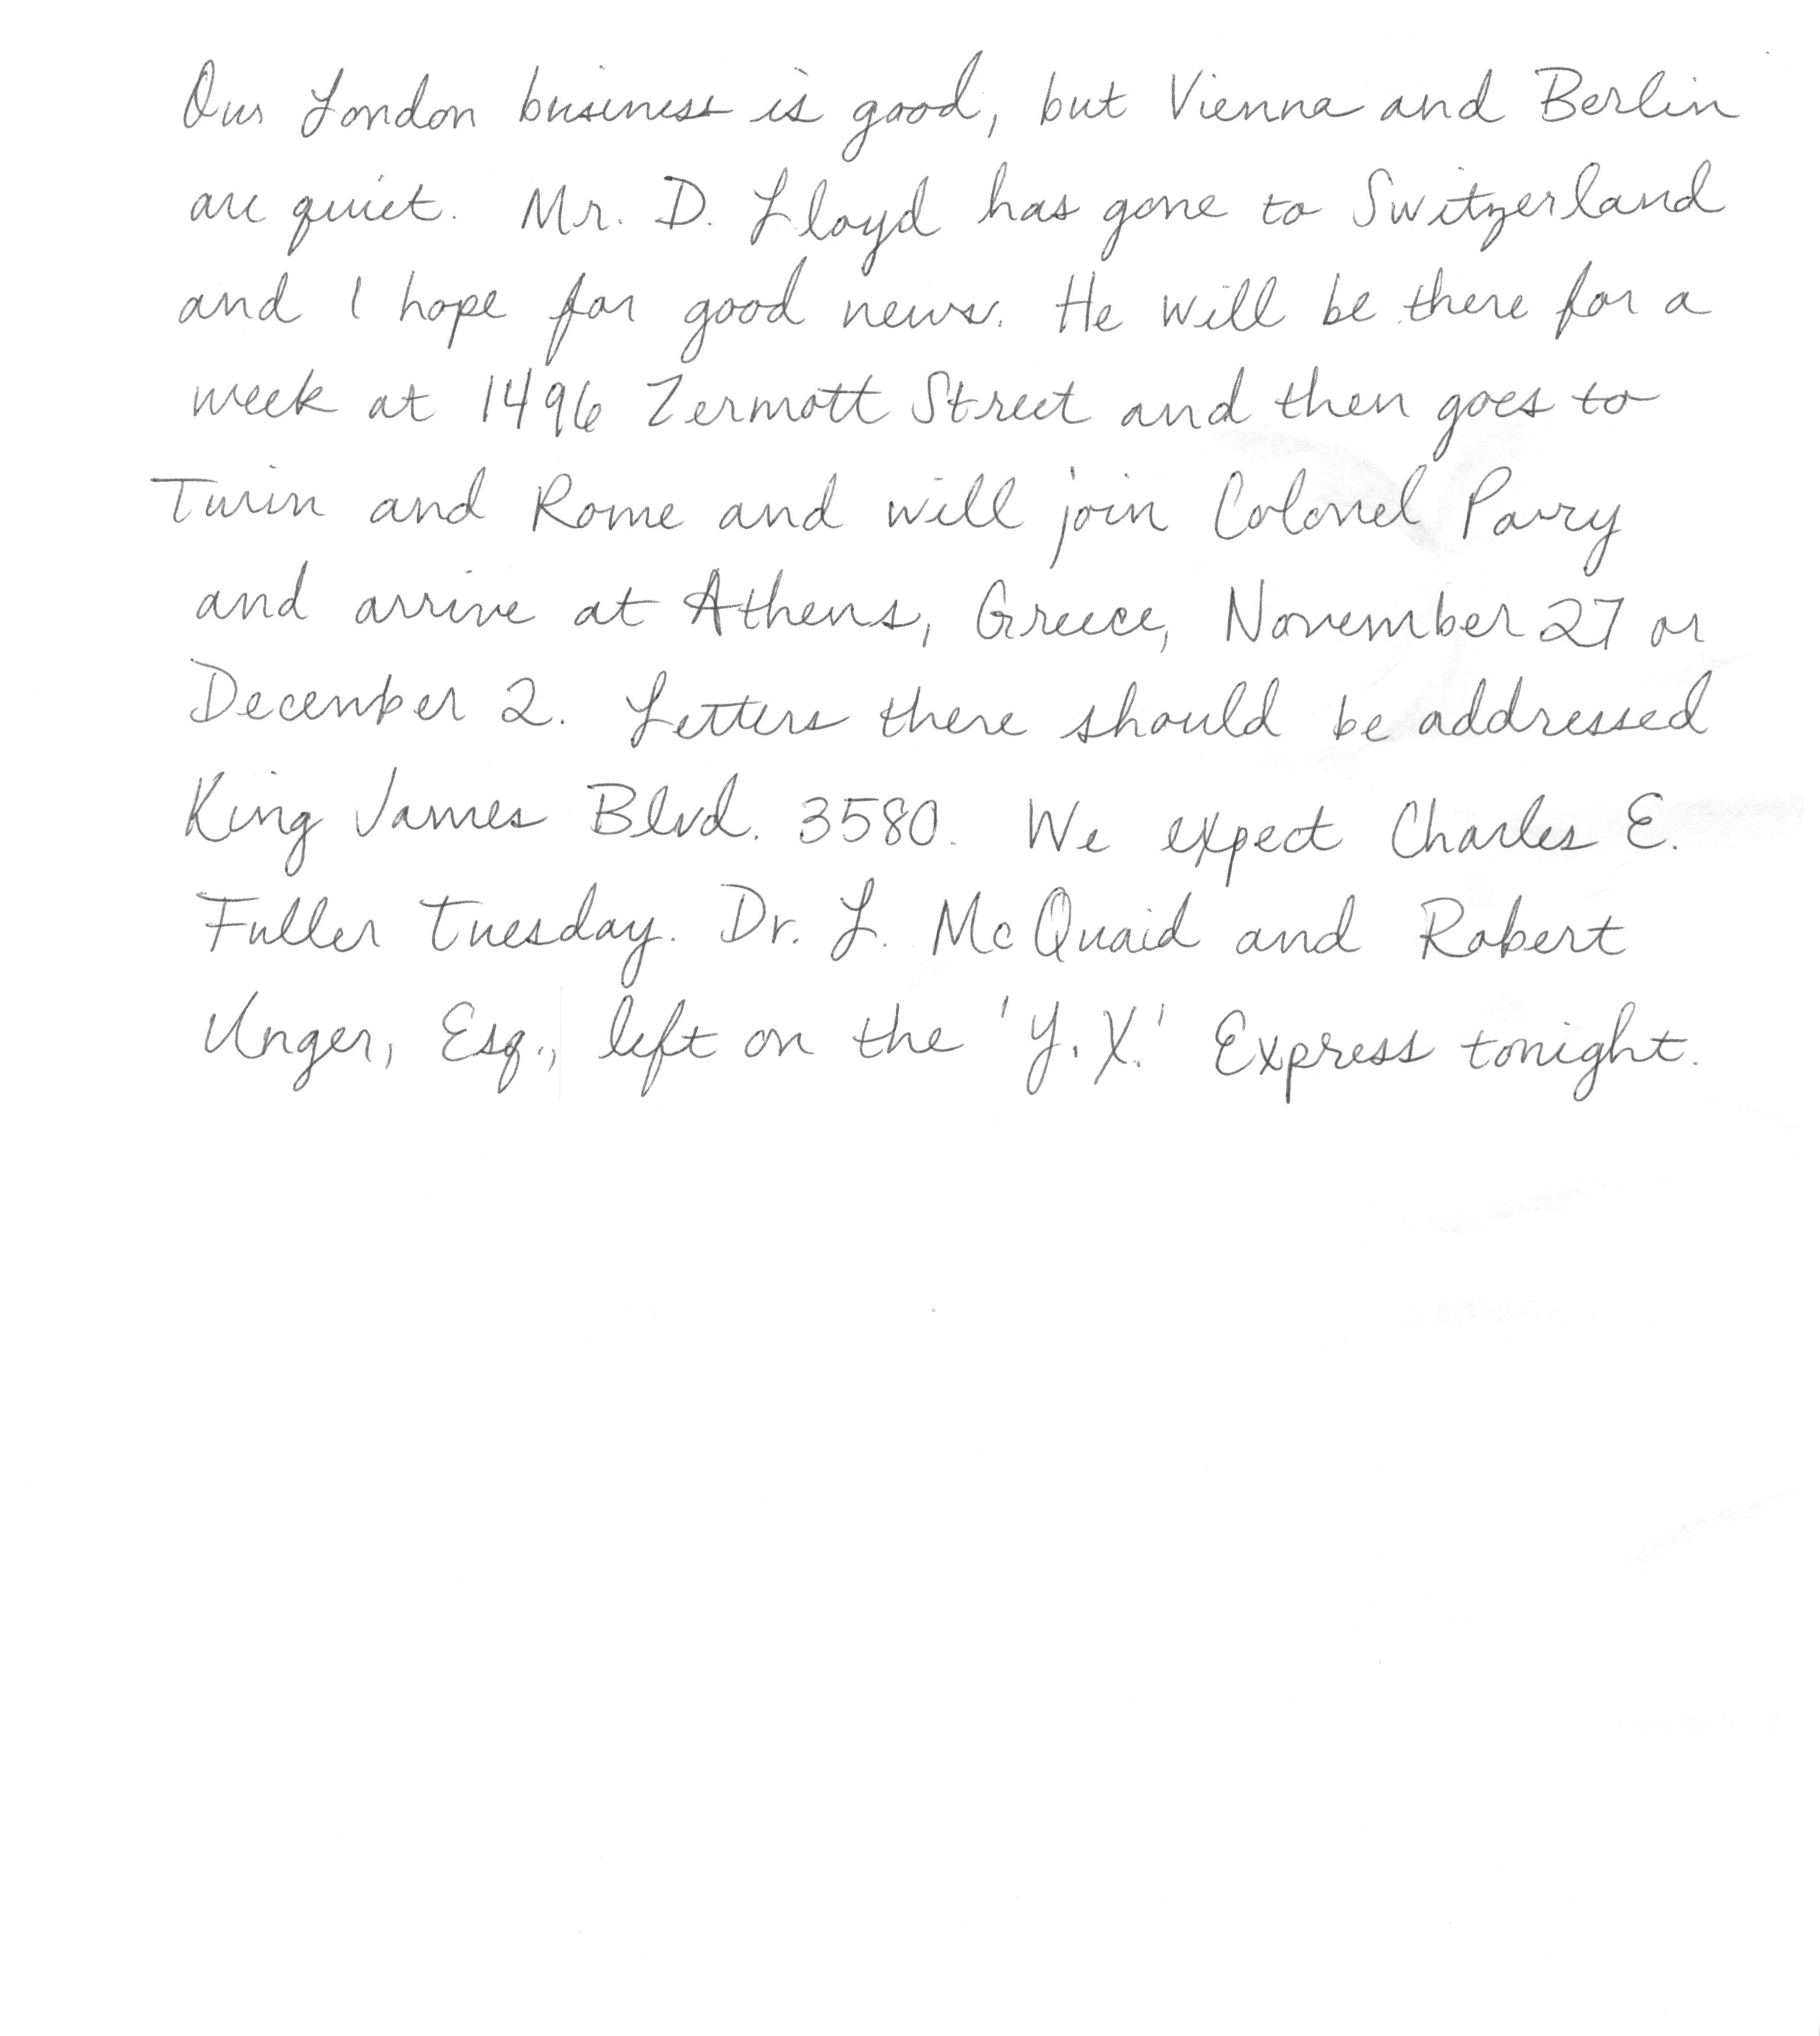 Our London business is good, but Vienna and Berlin
are quiet. Mr. D. Lloyd has gone to Switzerland
and I hope for good news. He will be there for a
week at 1496 Zermott Street and then goes to
Turin and Rome and will join Colonel Parry
and arrive at Athens, Greece, November 27 or
December 2. Letters there should be addressed
King James Blvd. 3580. We expect Charles E.
Fuller Tuesday. Dr. L. McQuaid and Robert
Unger, Esq., left on the 'Y.X.' Express tonight.